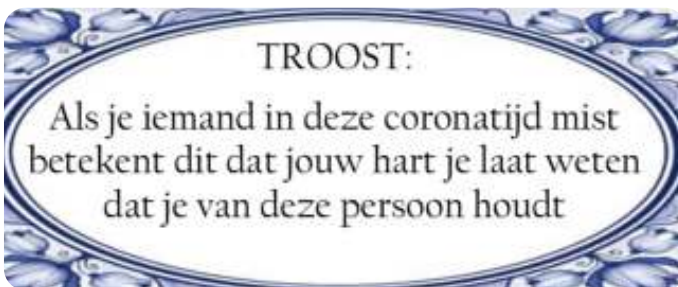 TROOST:
Als je iemand in deze coronatijd mist
betekent dit dat jouw hart je laat weten
dat je van deze persoon houdt